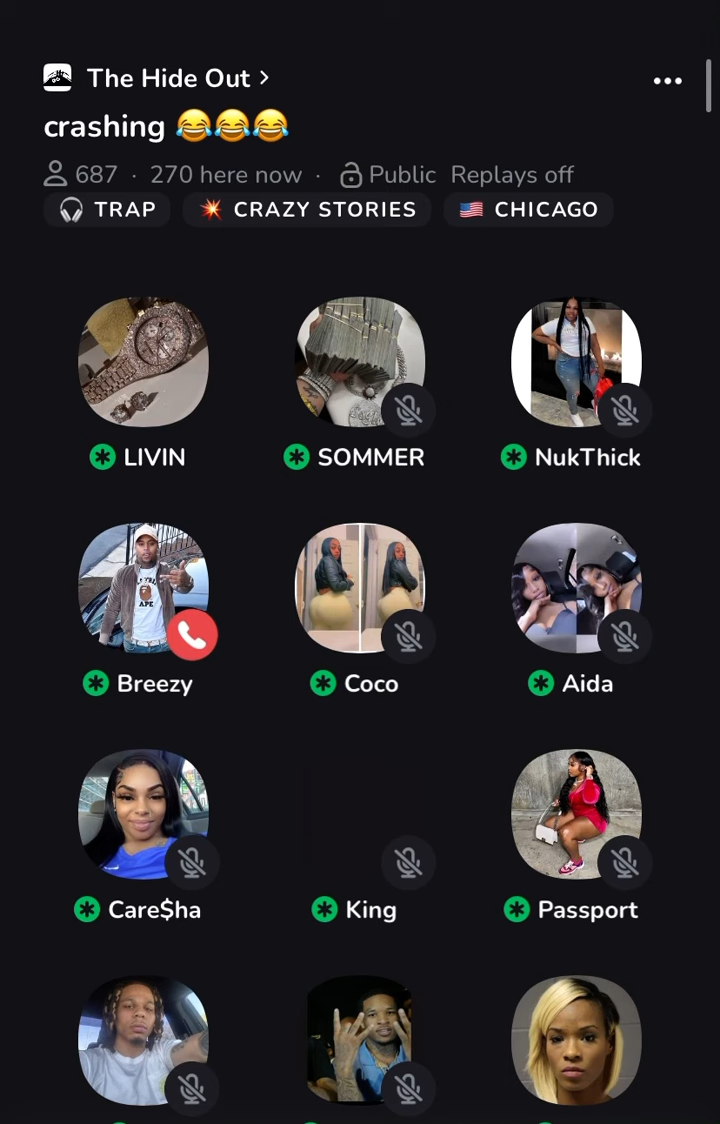 The Hide Out >
crashing 😂😂😂
687 · 270 here now · Public Replays off
🎧 TRAP 💥 CRAZY STORIES 🇺🇸 CHICAGO
LIVIN SOMMER NukThick
APE
Breezy Coco Aida
Care$ha King Passport